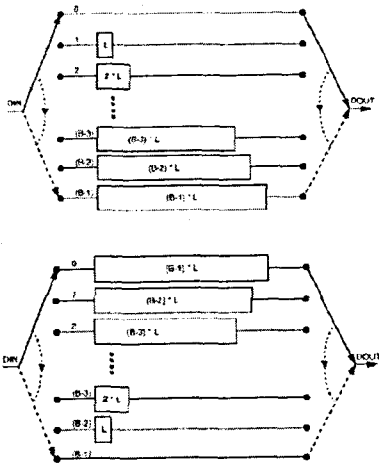 0
1 L
2 2 * L
DIN DOUT
(B-3) (B-3) * L
(B-2) (B-2) * L
(B-1) (B-1) * L
0 (B-1) * L
1 (B-2) * L
2 (B-3) * L
DIN DOUT
(B-3) 2 * L
(B-2) L
(B-1)